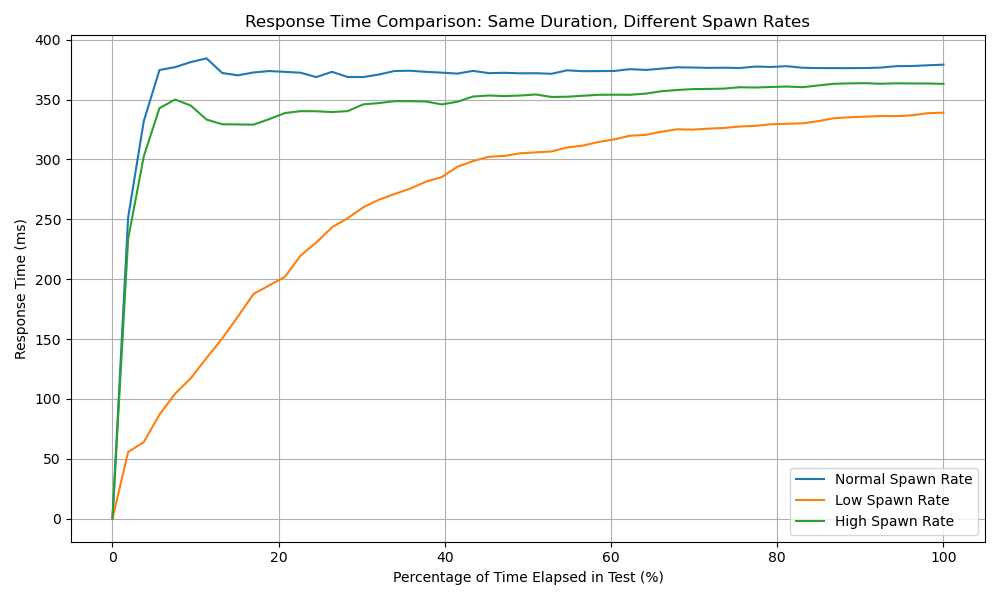 Response Time Comparison: Same Duration, Different Spawn Rates
400
350
300
250
200
150
100
50
0
Response Time (ms)
0 20 40 60 80 100
Percentage of Time Elapsed in Test (%)
Normal Spawn Rate
Low Spawn Rate
High Spawn Rate